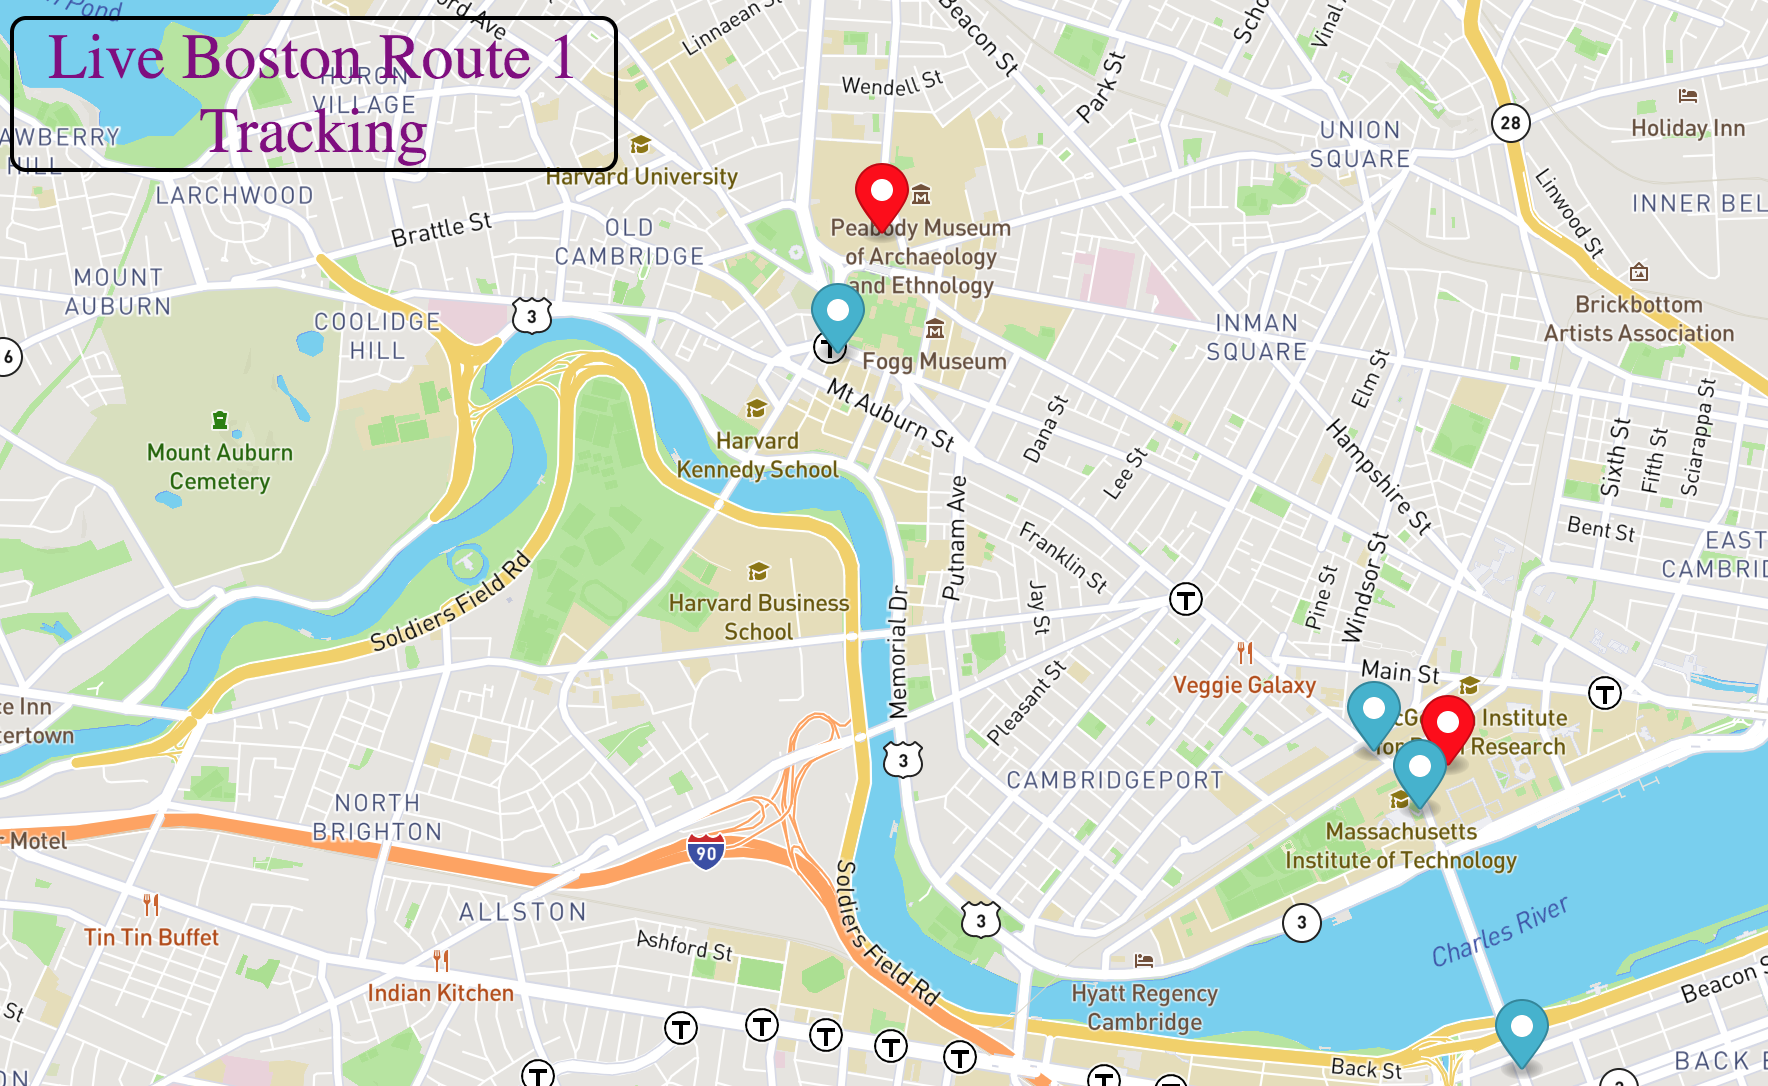 Pond
ord Ave
Linnaean St
Beacon St
Scho
Vinal
Live Boston Route 1
Tracking
HURON
VILLAGE
Wendell St
Park St
28
Holiday Inn
AWBERRY
HILL
UNION
SQUARE
Harvard University
LARCHWOOD
Linwood St
INNER BEL
Brattle St
OLD
CAMBRIDGE
Peabody Museum
of Archaeology
and Ethnology
MOUNT
AUBURN
COOLIDGE
HILL
3
INMAN
SQUARE
Brickbottom
Artists Association
6
T
Fogg Museum
Elm St
Mt Auburn St
Dana St
Hampshire St
Sixth St
Fifth St
Sciarappa St
Mount Auburn
Cemetery
Harvard
Kennedy School
Lee St
Putnam Ave
Franklin St
Bent St
EAST
CAMBRID
Windsor St
Pine St
Soldiers Field Rd
Harvard Business
School
Memorial Dr
Jay St
T
Pleasant St
Veggie Galaxy
Main St
T
ce Inn
tertown
Institute
Research
3
CAMBRIDGEPORT
NORTH
BRIGHTON
r Motel
90
Massachusetts
Institute of Technology
Soldiers Field Rd
ALLSTON
3
3
Charles River
Tin Tin Buffet
Ashford St
Indian Kitchen
Hyatt Regency
Cambridge
Beacon S
St
T
T
T
T
T
T
T
Back St
BACK
ON